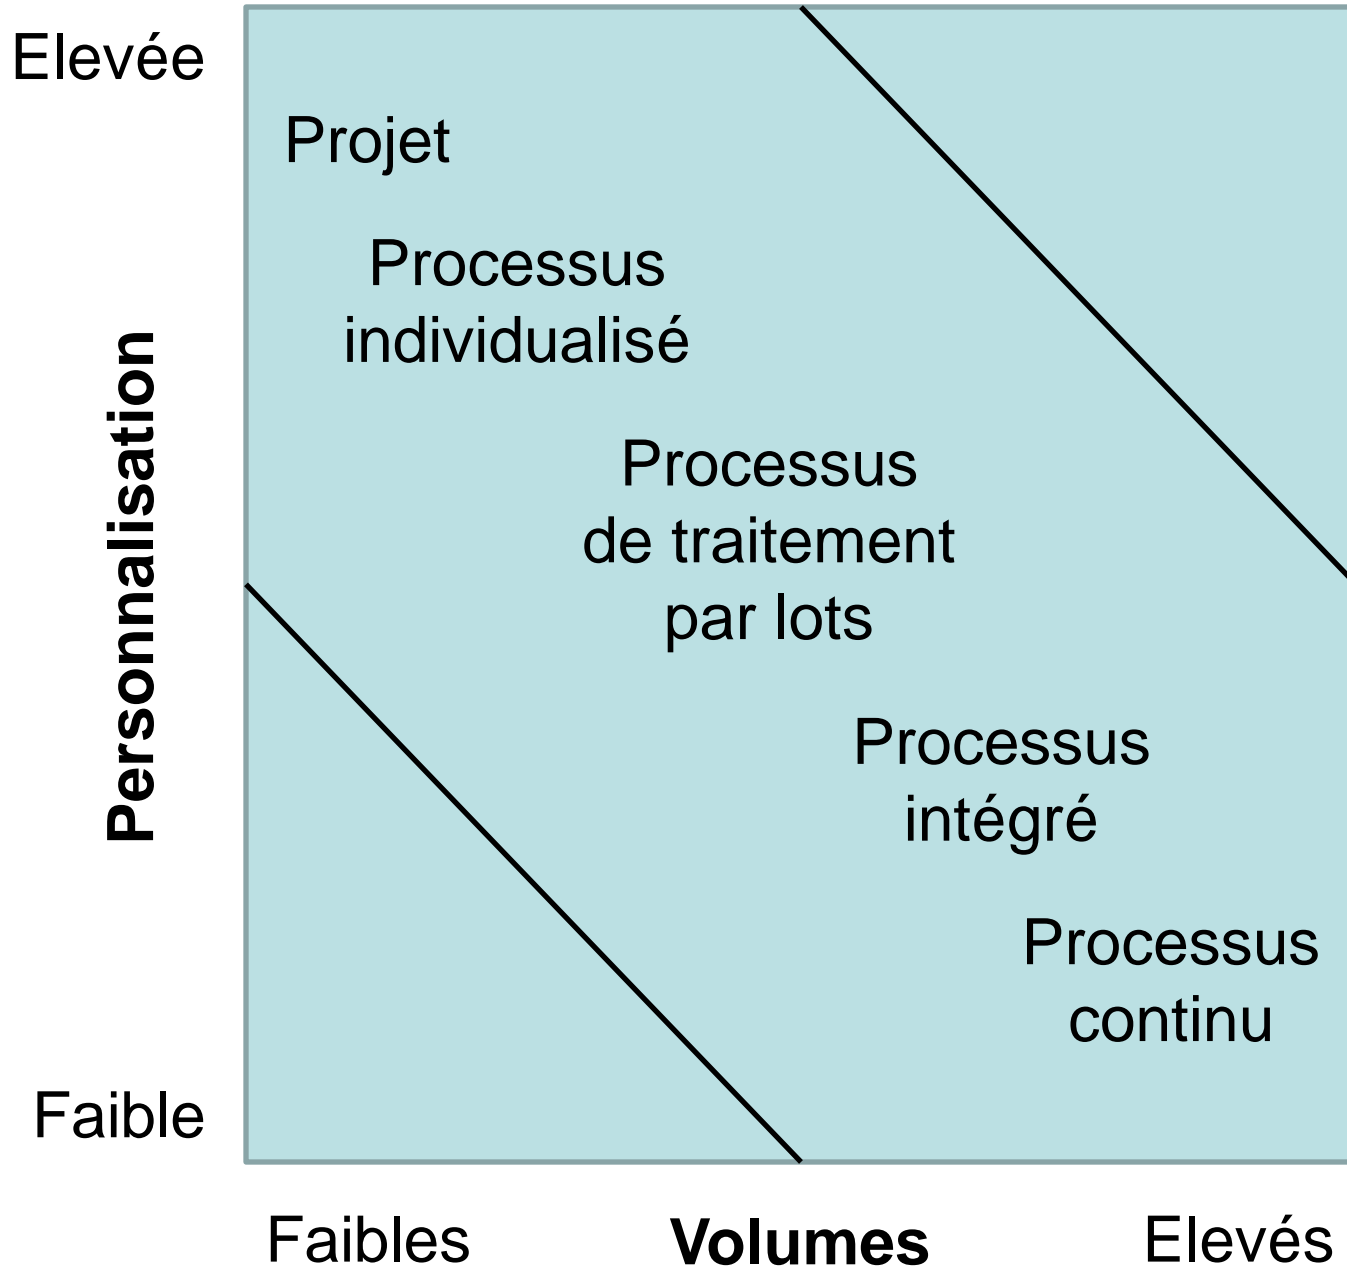 Elevée
Projet
Processus
individualisé
Personnalisation
Processus
de traitement
par lots
Processus
intégré
Processus
continu
Faible
Faibles
Volumes
Elevés